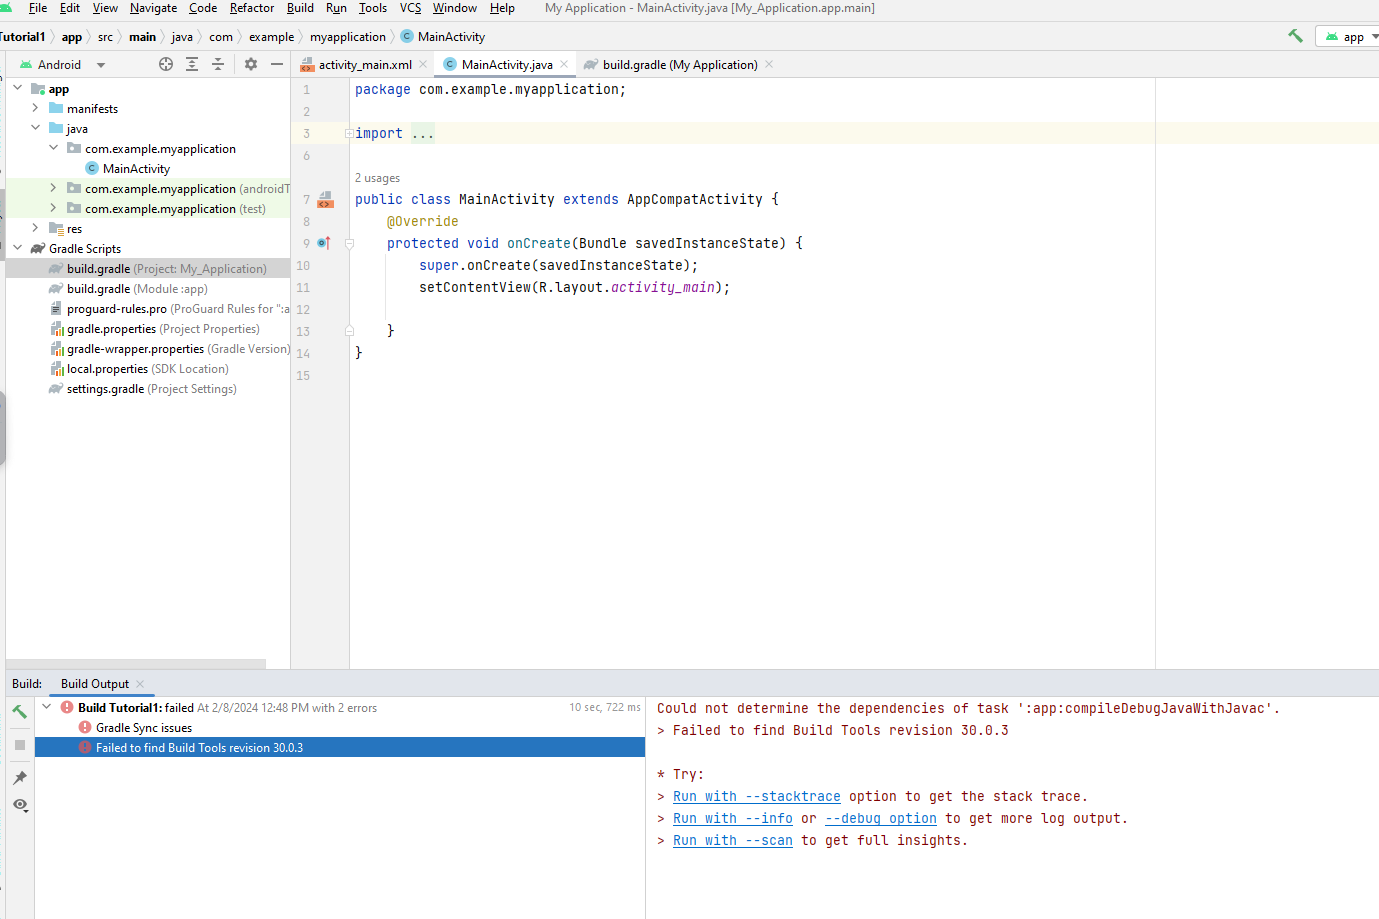 File Edit View Navigate Code Refactor Build Run Tools VCS Window Help My Application - MainActivity.java [My_Application.app.main]
Tutorial1 app src main java com example myapplication MainActivity app
Android
activity_main.xml MainActivity.java build.gradle (My Application)
app
manifests
java
com.example.myapplication
MainActivity
com.example.myapplication (androidT
com.example.myapplication (test)
res
Gradle Scripts
build.gradle (Project: My_Application)
build.gradle (Module :app)
proguard-rules.pro (ProGuard Rules for ":a
gradle.properties (Project Properties)
gradle-wrapper.properties (Gradle Version)
local.properties (SDK Location)
settings.gradle (Project Settings)
1 package com.example.myapplication;
2
3 import ...
6
2 usages
7 public class MainActivity extends AppCompatActivity {
8 @Override
9 protected void onCreate(Bundle savedInstanceState) {
10 super.onCreate(savedInstanceState);
11 setContentView(R.layout.activity_main);
12
13 }
14 }
15
Build: Build Output
Build Tutorial1: failed At 2/8/2024 12:48 PM with 2 errors 10 sec, 722 ms
Gradle Sync issues
Failed to find Build Tools revision 30.0.3
Could not determine the dependencies of task ':app:compileDebugJavaWithJavac'.
> Failed to find Build Tools revision 30.0.3
* Try:
> Run with --stacktrace option to get the stack trace.
> Run with --info or --debug option to get more log output.
> Run with --scan to get full insights.